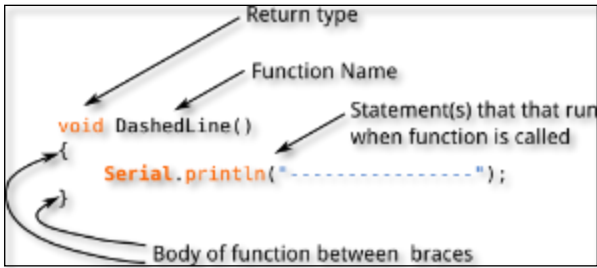 Return type
Function Name
Statement(s) that that run
when function is called
void DashedLine()
{
Serial.println("----------------");
}
Body of function between braces